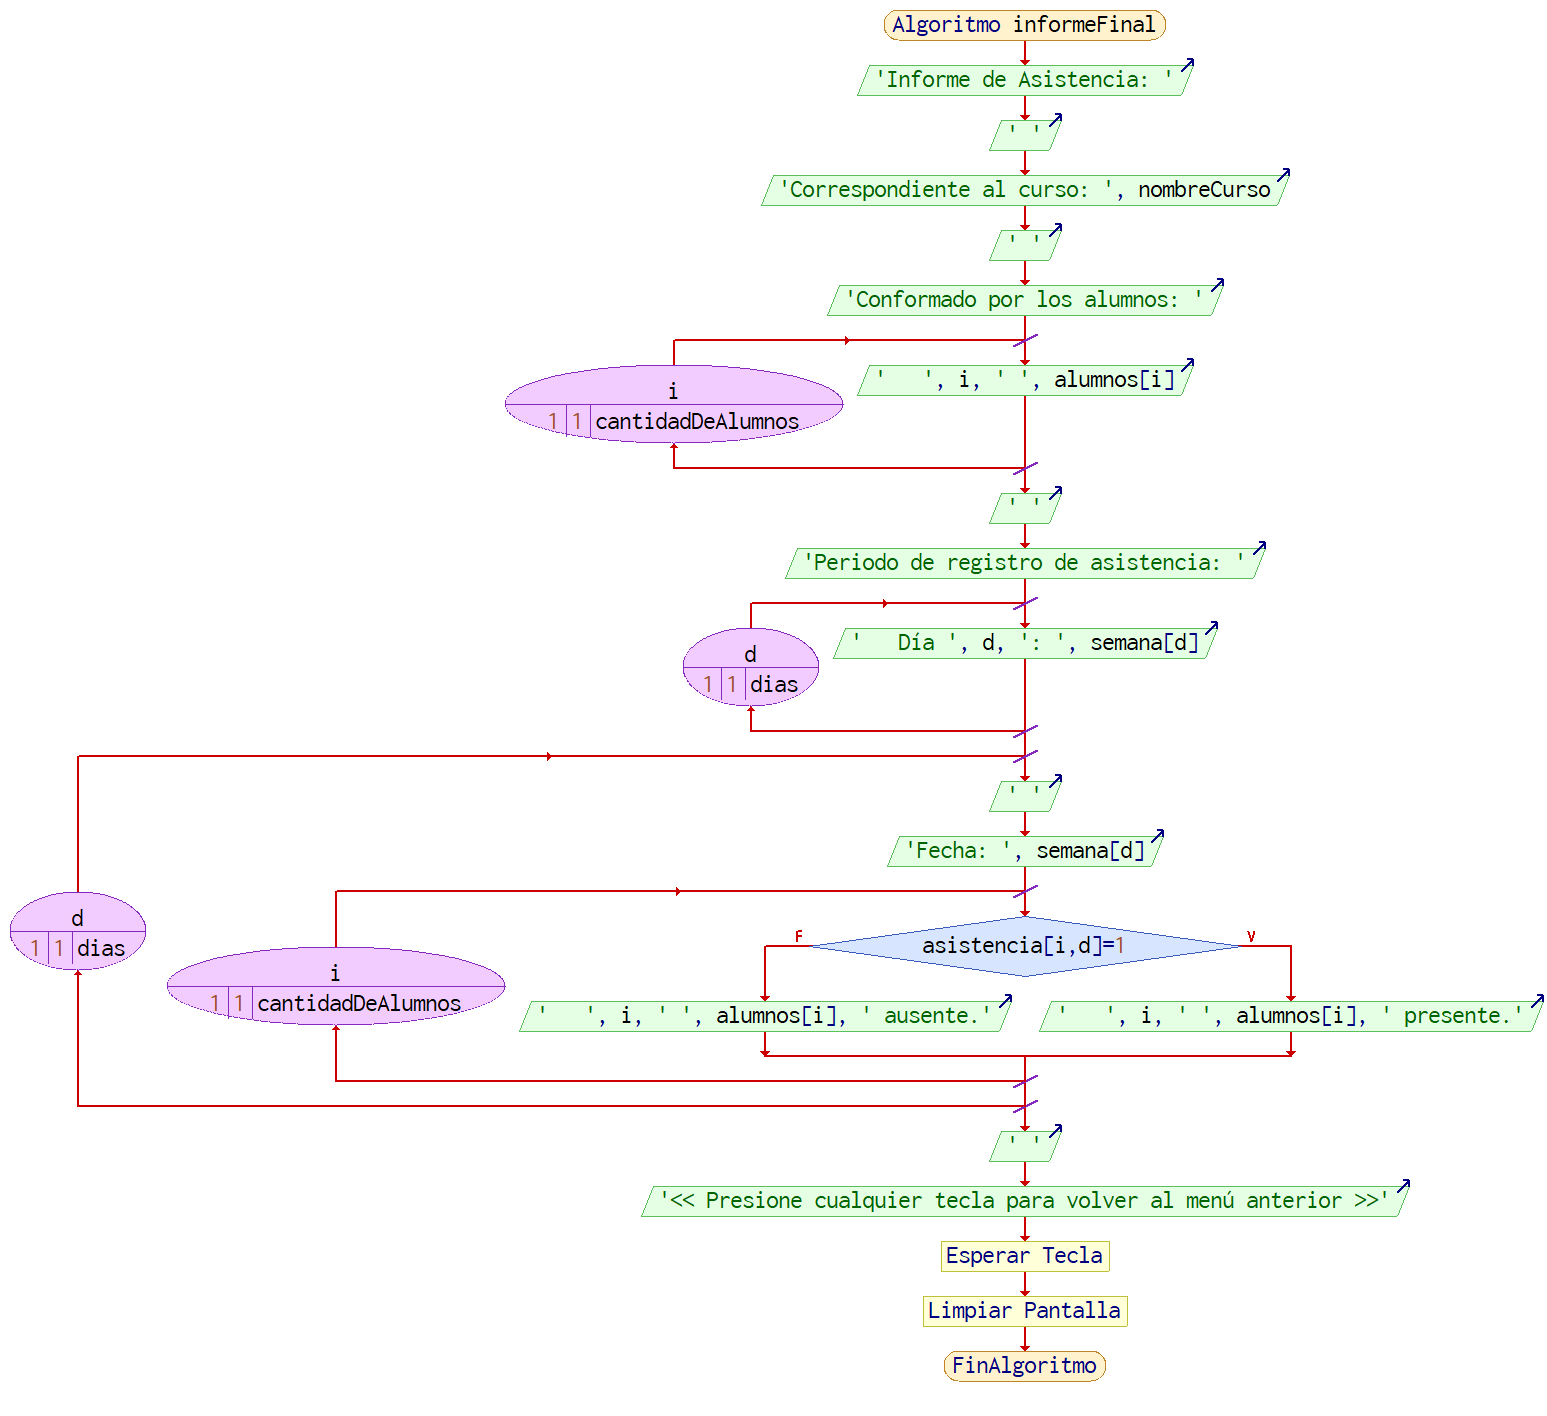 Algoritmo informeFinal
'Informe de Asistencia: '
' '
'Correspondiente al curso: ', nombreCurso
' '
'Conformado por los alumnos: '
i
1 1 cantidadDeAlumnos
'   ', i, ' ', alumnos[i]
' '
'Periodo de registro de asistencia: '
d
1 1 dias
'   Día ', d, ': ', semana[d]
' '
'Fecha: ', semana[d]
d
1 1 dias
i
1 1 cantidadDeAlumnos
F
asistencia[i,d]=1
V
'   ', i, ' ', alumnos[i], ' ausente.'
'   ', i, ' ', alumnos[i], ' presente.'
' '
'<< Presione cualquier tecla para volver al menú anterior >>'
Esperar Tecla
Limpiar Pantalla
FinAlgoritmo